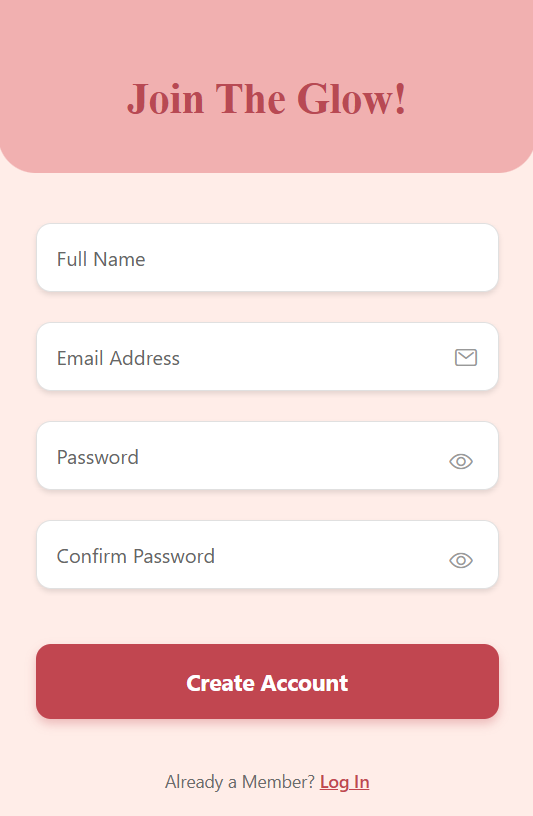 Join The Glow!
Full Name
Email Address
Password
Confirm Password
Create Account
Already a Member? Log In